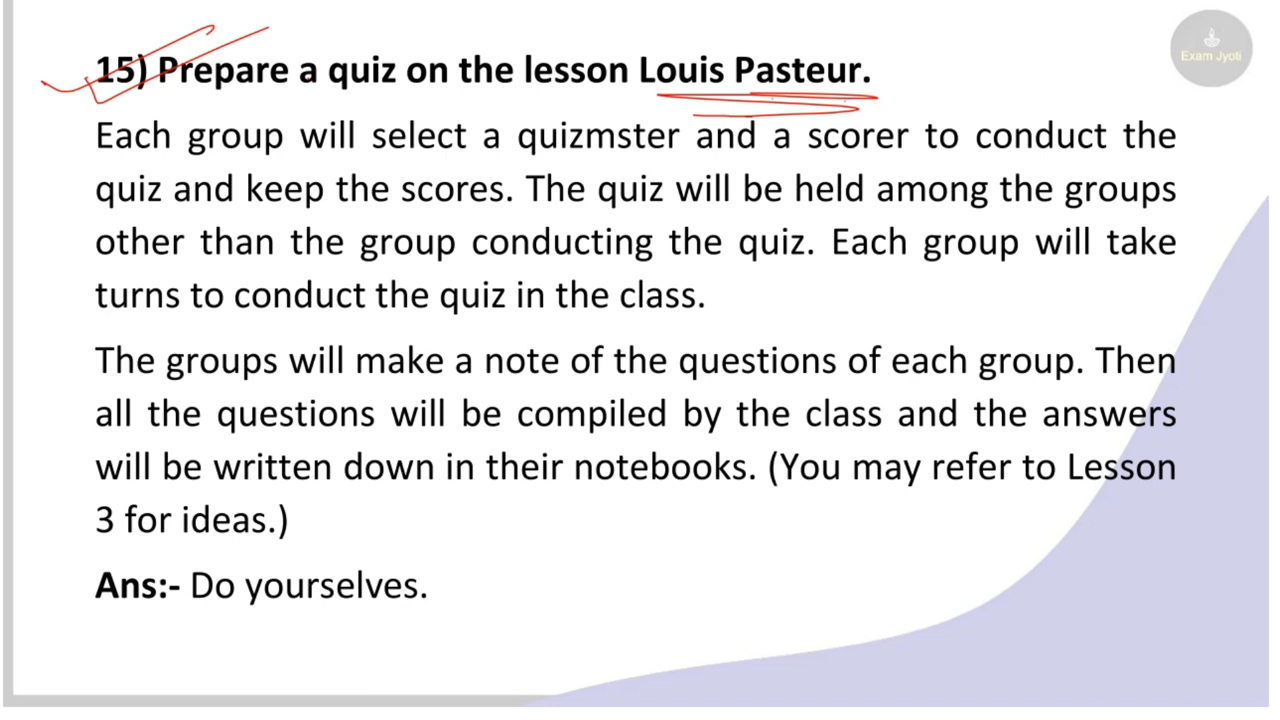 Exam Jyoti
15) Prepare a quiz on the lesson Louis Pasteur.
Each group will select a quizmster and a scorer to conduct the
quiz and keep the scores. The quiz will be held among the groups
other than the group conducting the quiz. Each group will take
turns to conduct the quiz in the class.
The groups will make a note of the questions of each group. Then
all the questions will be compiled by the class and the answers
will be written down in their notebooks. (You may refer to Lesson
3 for ideas.)
Ans:- Do yourselves.